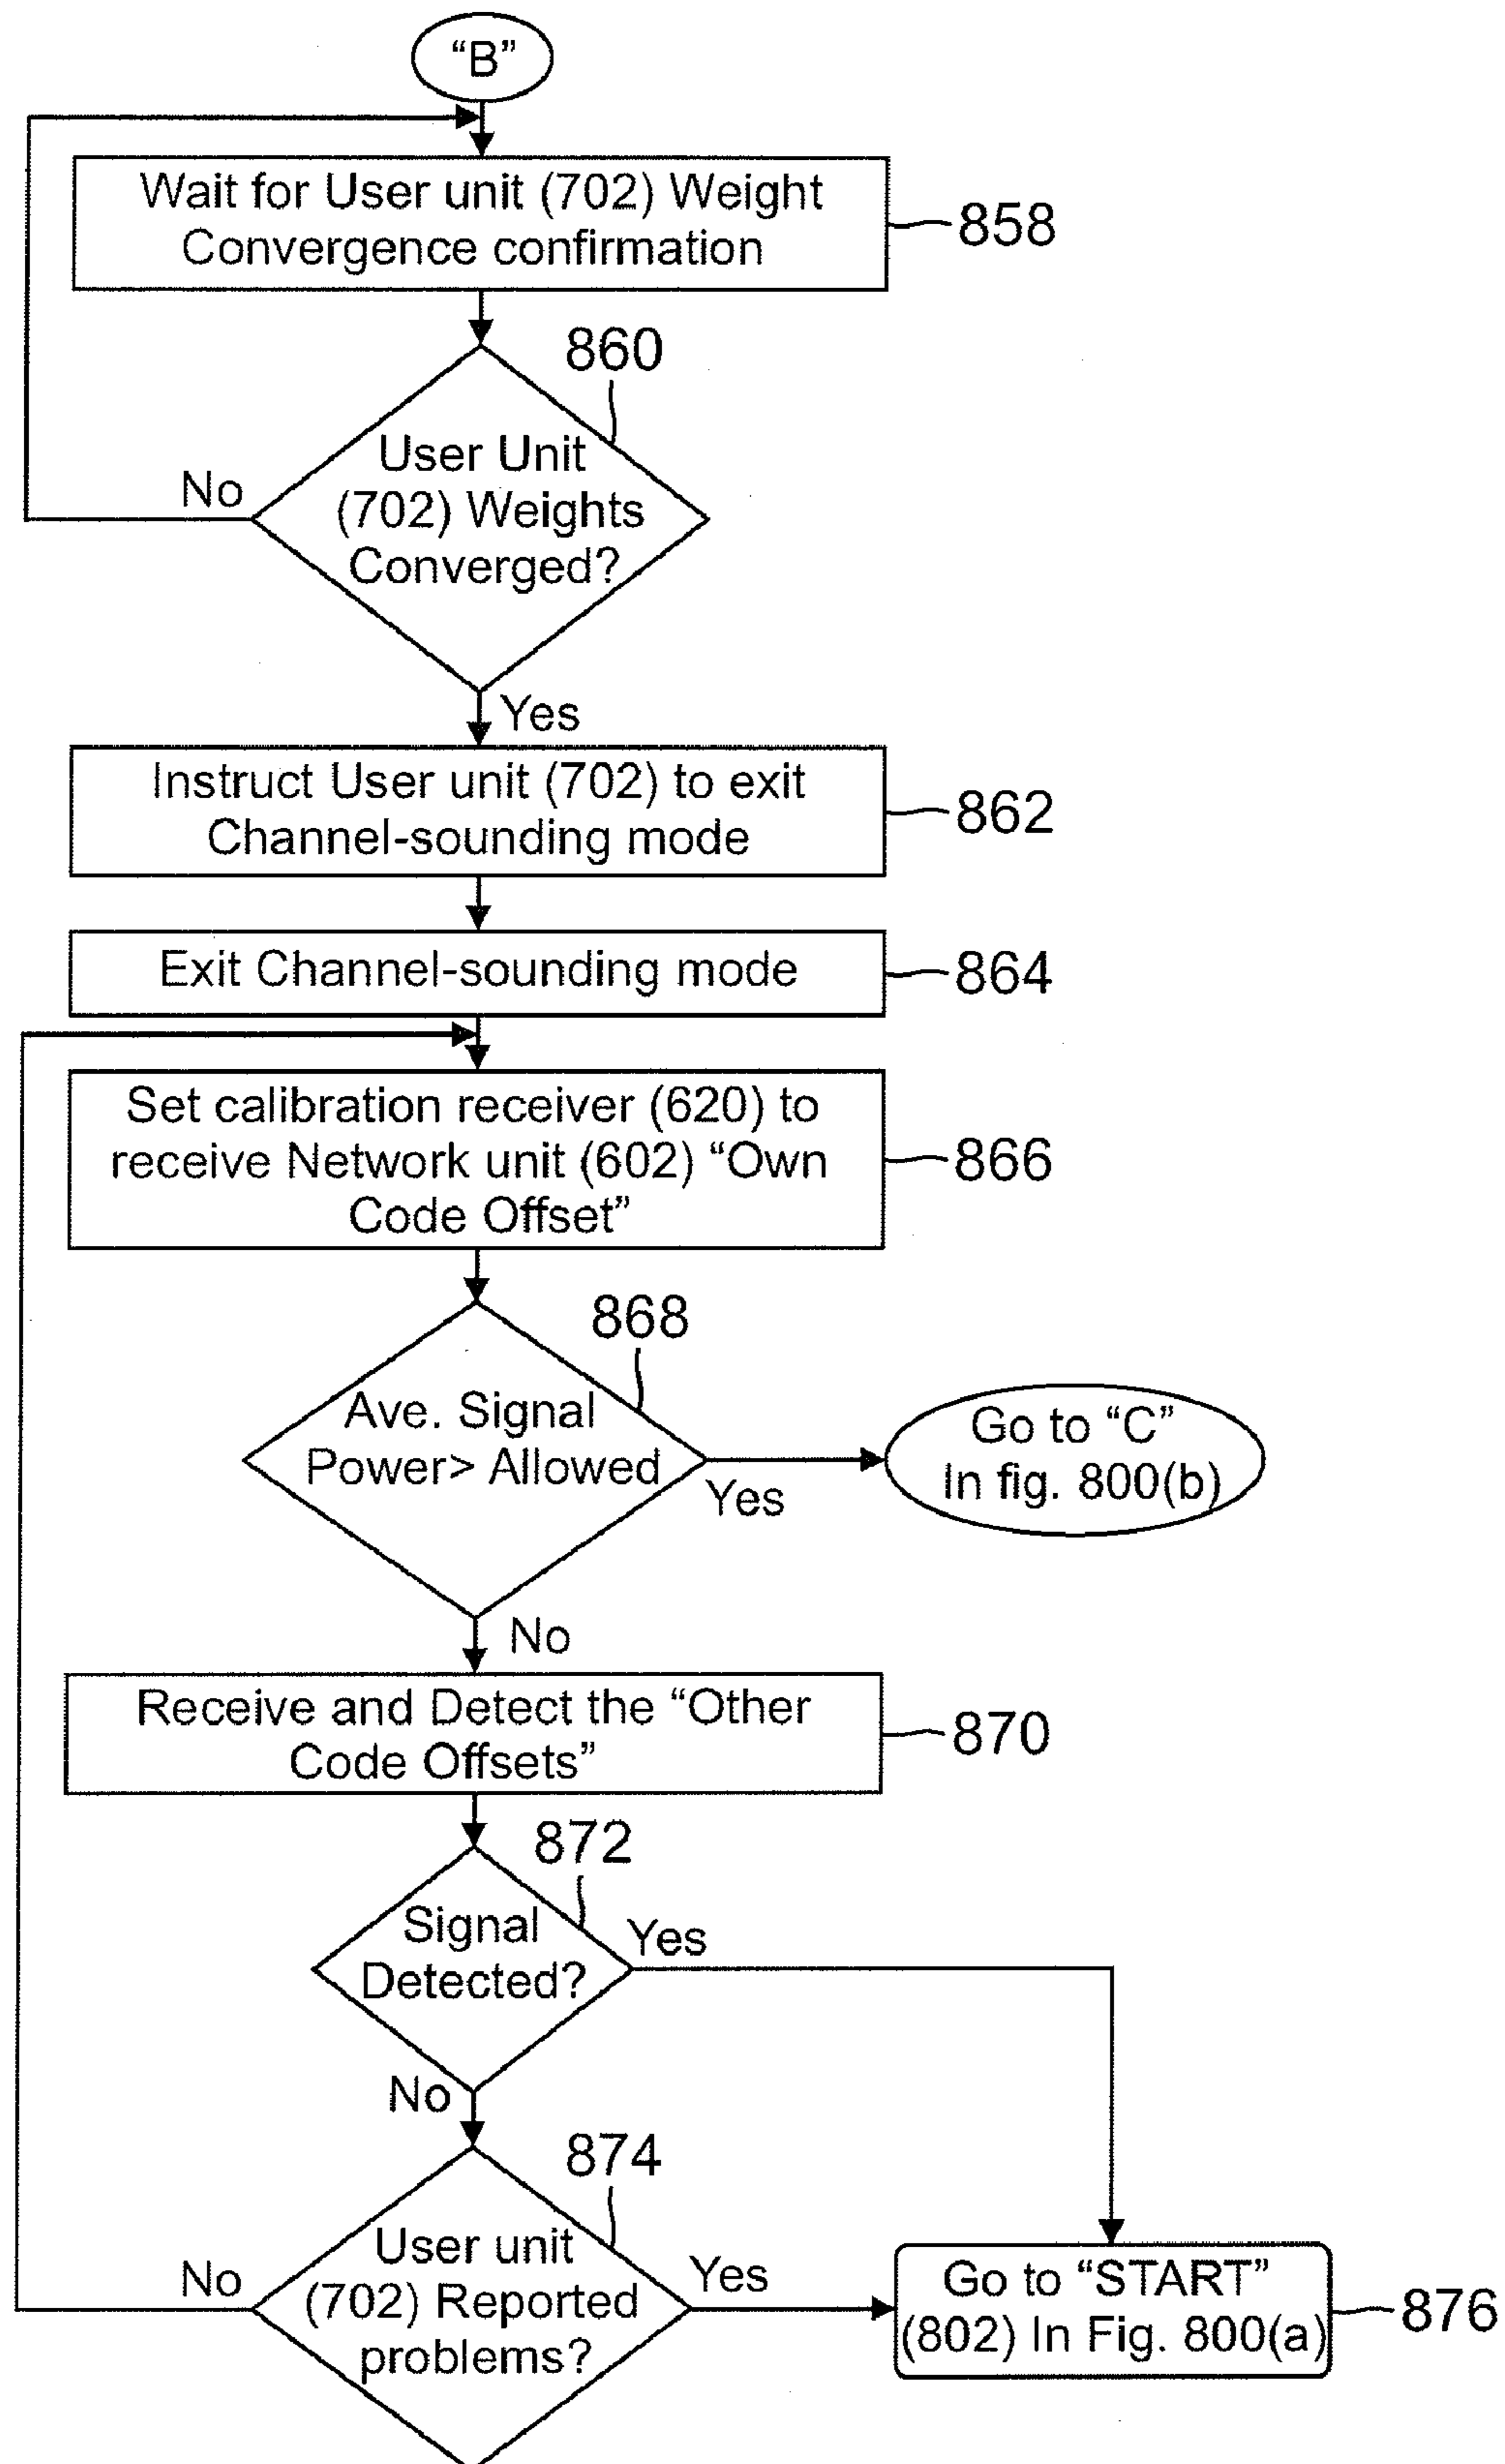 “B”
Wait for User unit (702) Weight
Convergence confirmation
858
860
User Unit
(702) Weights
Converged?
No
Yes
Instruct User unit (702) to exit
Channel-sounding mode
862
Exit Channel-sounding mode
864
Set calibration receiver (620) to
receive Network unit (602) “Own
Code Offset”
866
868
Ave. Signal
Power> Allowed
Yes
Go to “C”
In fig. 800(b)
No
Receive and Detect the “Other
Code Offsets”
870
872
Signal
Detected?
Yes
No
874
User unit
(702) Reported
problems?
No
Yes
Go to “START”
(802) In Fig. 800(a)
876